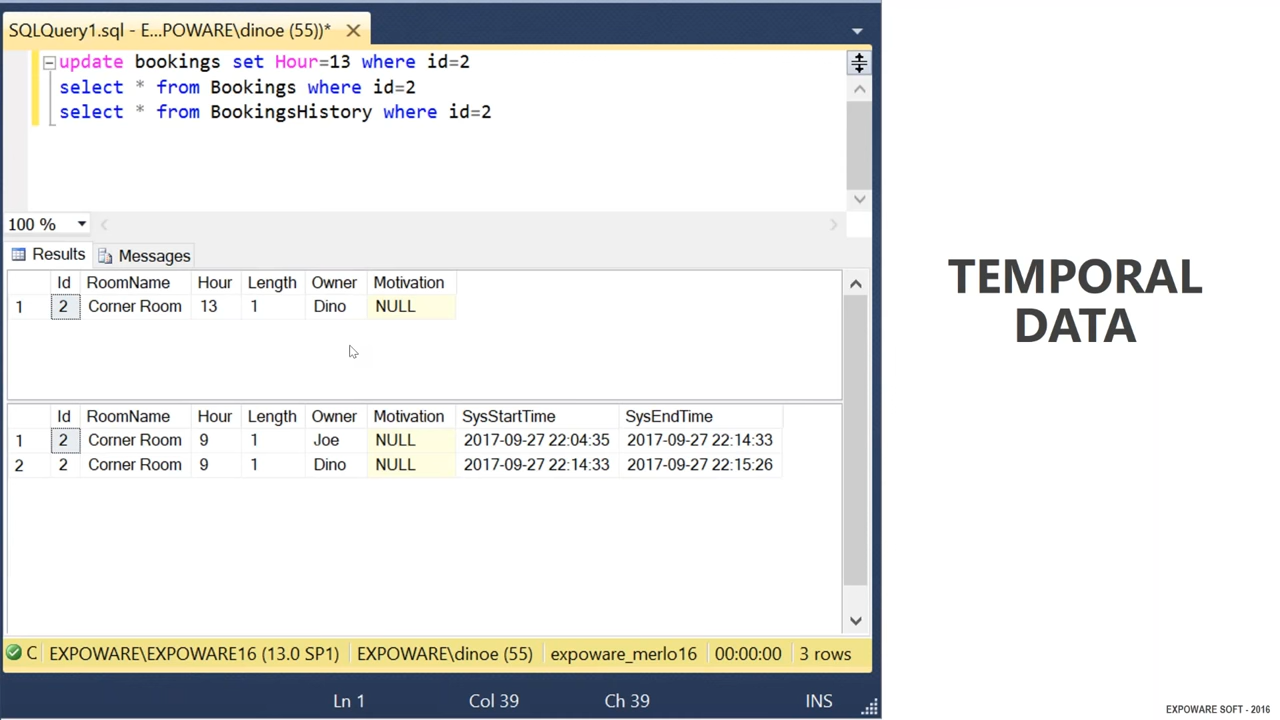 SQLQuery1.sql - E...POWARE\dinoe (55))*
update bookings set Hour=13 where id=2
select * from Bookings where id=2
select * from BookingsHistory where id=2
100 %
Results Messages
Id RoomName Hour Length Owner Motivation
1 2 Corner Room 13 1 Dino NULL
Id RoomName Hour Length Owner Motivation SysStartTime SysEndTime
1 2 Corner Room 9 1 Joe NULL 2017-09-27 22:04:35 2017-09-27 22:14:33
2 2 Corner Room 9 1 Dino NULL 2017-09-27 22:14:33 2017-09-27 22:15:26
C EXPOWARE\EXPOWARE16 (13.0 SP1) EXPOWARE\dinoe (55) expoware_merlo16 00:00:00 3 rows
Ln 1 Col 39 Ch 39 INS
TEMPORAL
DATA
EXPOWARE SOFT - 2016